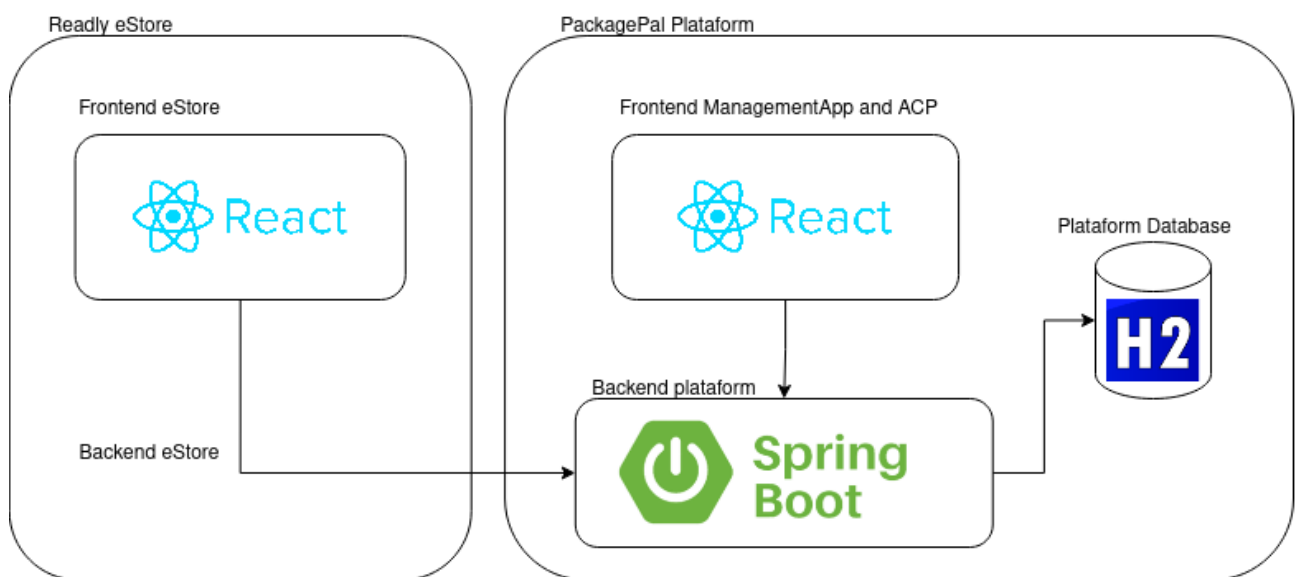 Readly eStore
PackagePal Plataform
Frontend eStore
Frontend ManagementApp and ACP
React
React
Plataform Database
H2
Backend plataform
Backend eStore
Spring
Boot